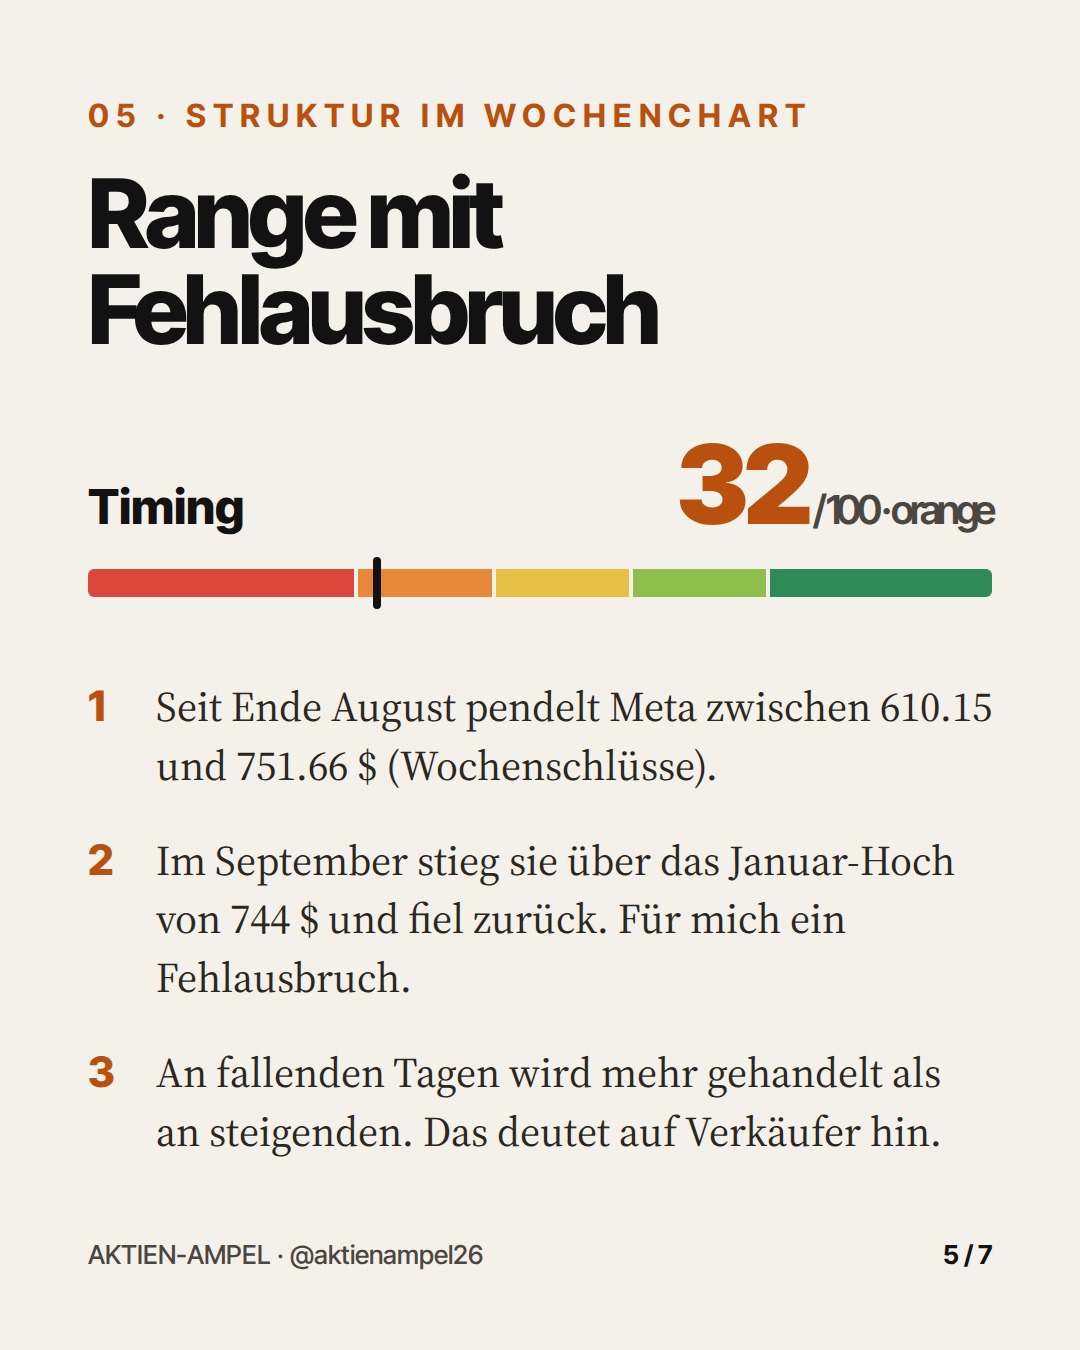 05 · STRUKTUR IM WOCHENCHART
Range mit
Fehlausbruch
Timing
32/100·orange
1 Seit Ende August pendelt Meta zwischen 610.15
und 751.66 $ (Wochenschlüsse).
2 Im September stieg sie über das Januar-Hoch
von 744 $ und fiel zurück. Für mich ein
Fehlausbruch.
3 An fallenden Tagen wird mehr gehandelt als
an steigenden. Das deutet auf Verkäufer hin.
AKTIEN-AMPEL · @aktienampel26
5/7